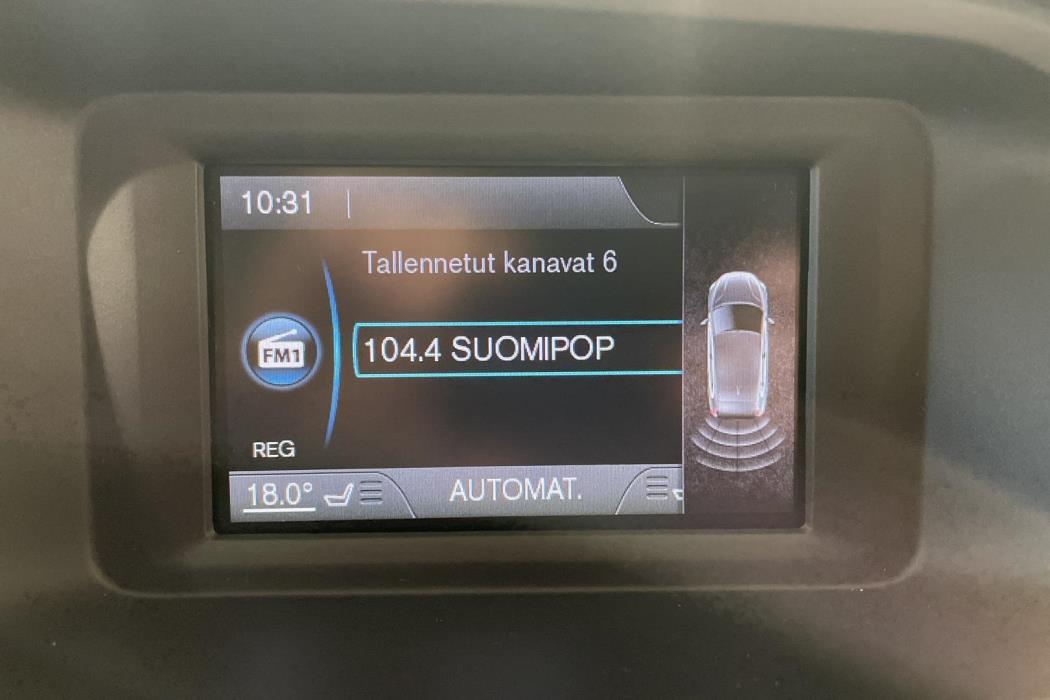 10:31
Tallennetut kanavat 6
FM1
104.4 SUOMIPOP
REG
18.0° AUTOMAT.